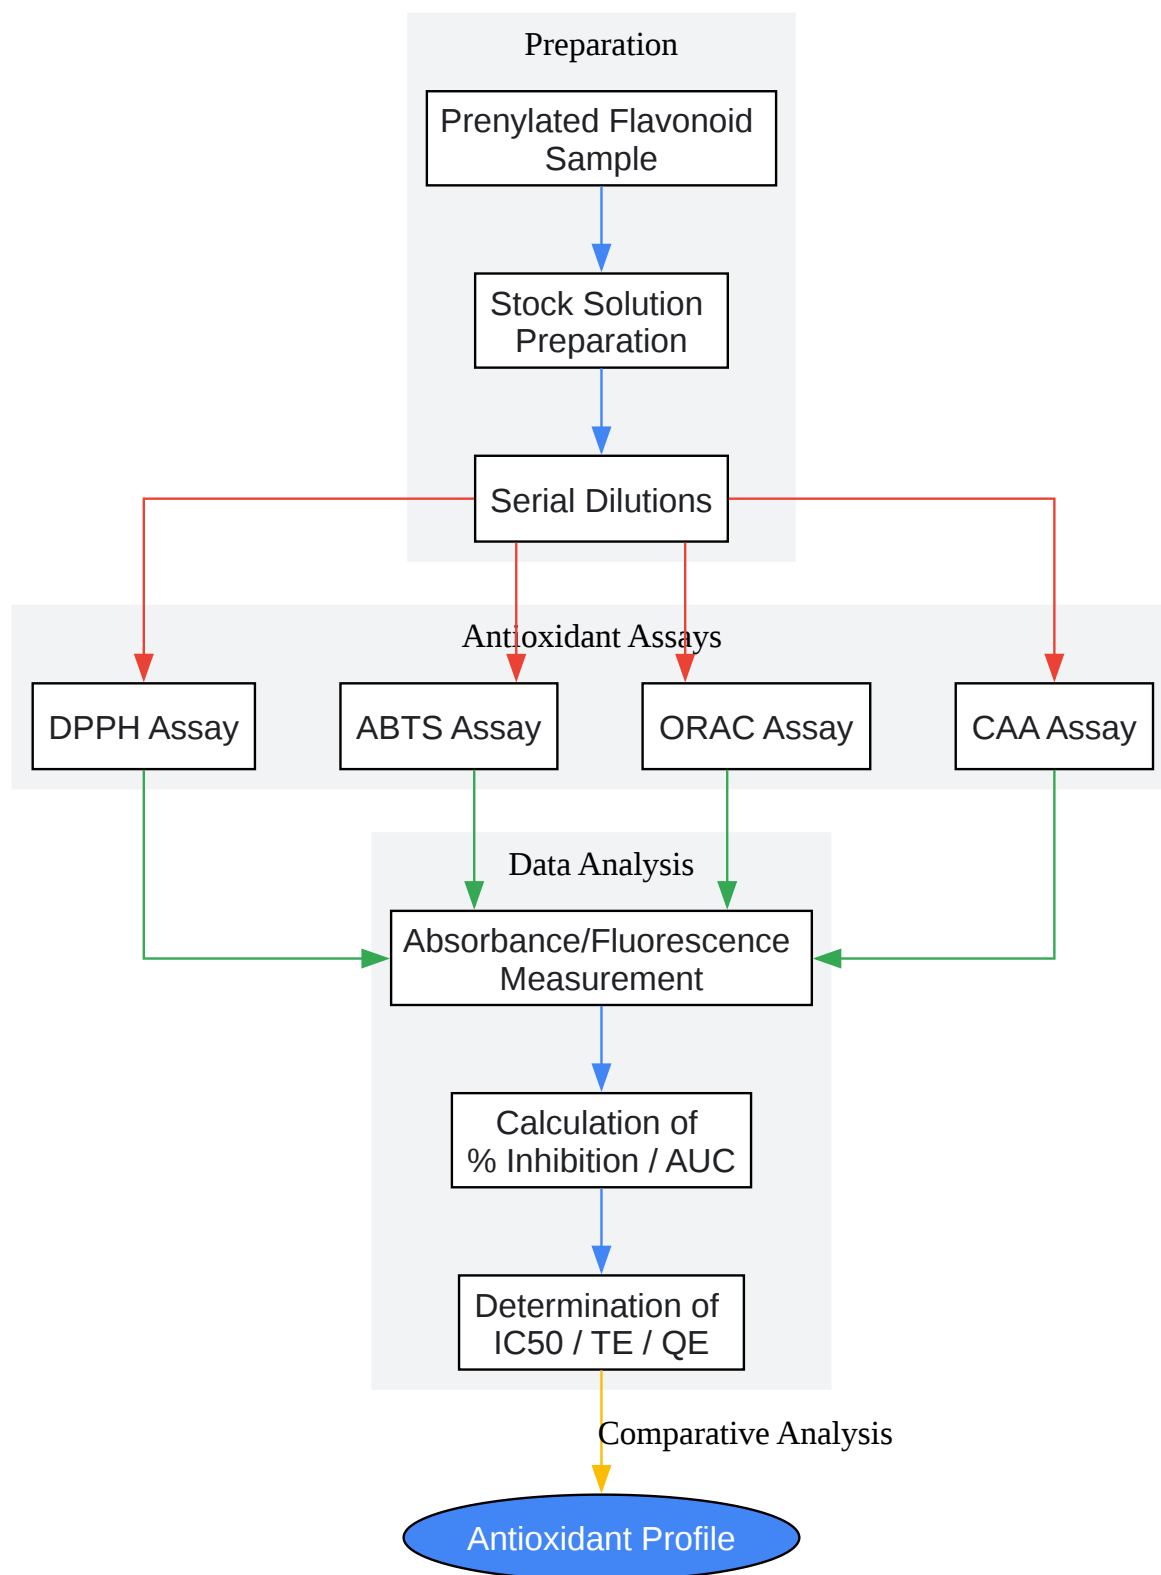 Preparation
Prenylated Flavonoid
Sample
Stock Solution
Preparation
Serial Dilutions
Antioxidant Assays
DPPH Assay
ABTS Assay
ORAC Assay
CAA Assay
Data Analysis
Absorbance/Fluorescence
Measurement
Calculation of
% Inhibition / AUC
Determination of
IC50 / TE / QE
Comparative Analysis
Antioxidant Profile